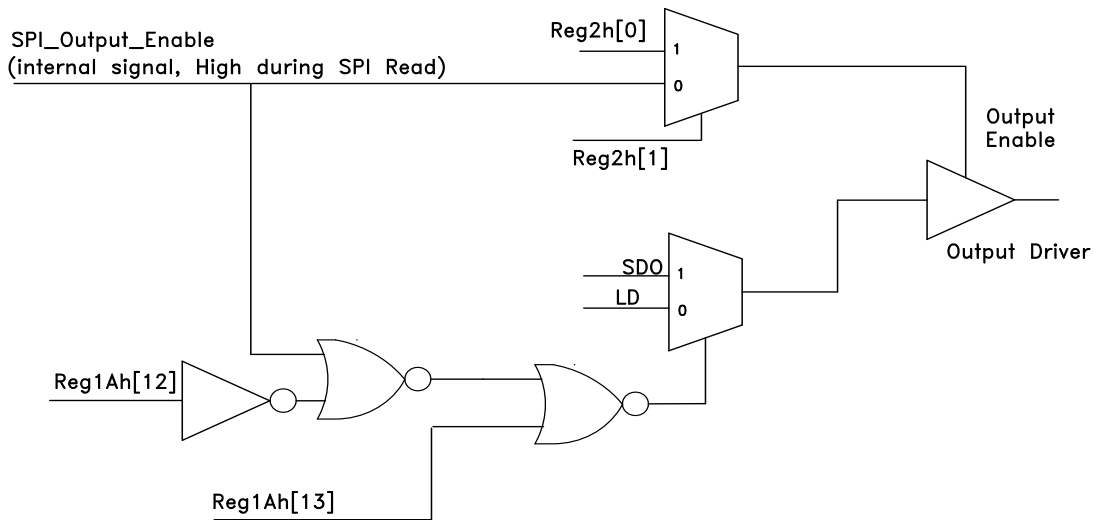 Reg2h[0]
SPI_Output_Enable
(internal signal, High during SPI Read)
1
0
Output
Enable
Reg2h[1]
Output Driver
SDO
1
LD
0
Reg1Ah[12]
Reg1Ah[13]